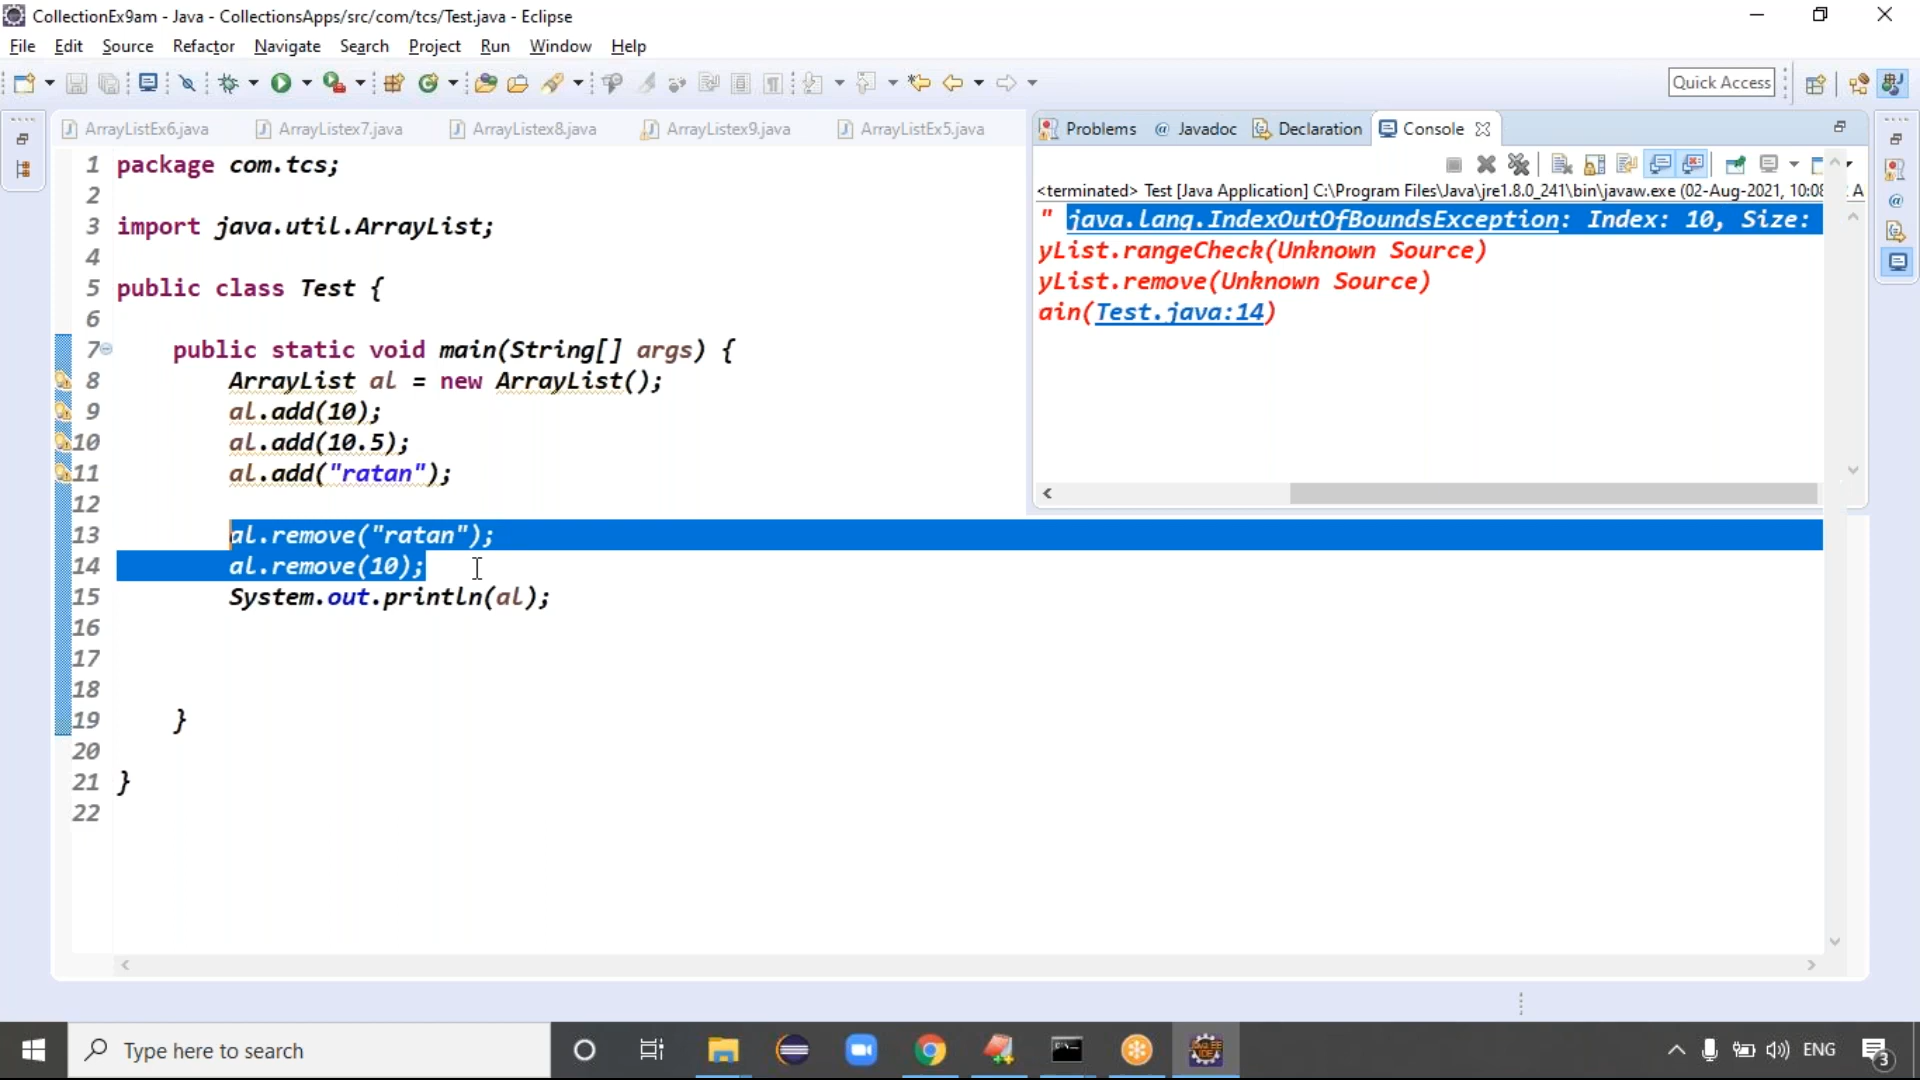 CollectionEx9am - Java - CollectionsApps/src/com/tcs/Test.java - Eclipse
File Edit Source Refactor Navigate Search Project Run Window Help
Quick Access
ArrayListEx6.java ArrayListex7.java ArrayListex8.java ArrayListex9.java ArrayListEx5.java
Problems @ Javadoc Declaration Console
<terminated> Test [Java Application] C:\Program Files\Java\jre1.8.0_241\bin\javaw.exe (02-Aug-2021, 10:08 A
" java.lang.IndexOutOfBoundsException: Index: 10, Size:
yList.rangeCheck(Unknown Source)
yList.remove(Unknown Source)
ain(Test.java:14)
1 package com.tcs;
2
3 import java.util.ArrayList;
4
5 public class Test {
6
7 public static void main(String[] args) {
8 ArrayList al = new ArrayList();
9 al.add(10);
10 al.add(10.5);
11 al.add("ratan");
12
13 al.remove("ratan");
14 al.remove(10);
15 System.out.println(al);
16
17
18
19 }
20
21 }
22
Type here to search
ENG
3